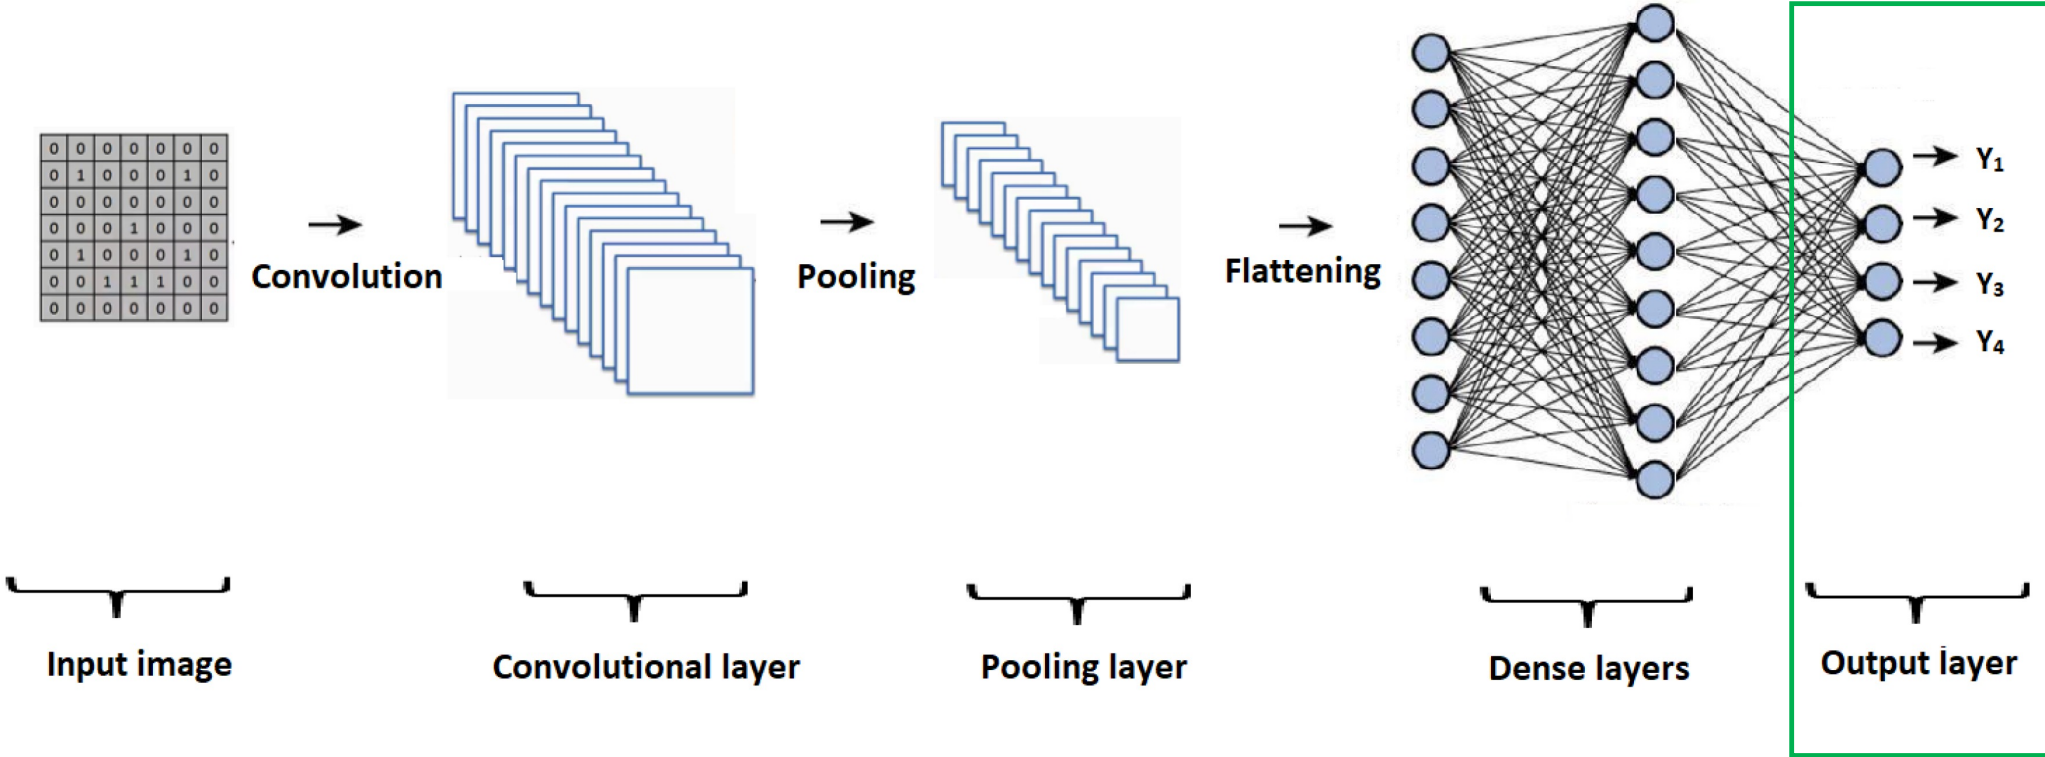 0 0 0 0 0 0 0
0 1 0 0 0 1 0
0 0 0 0 0 0 0
0 0 0 1 0 0 0
0 1 0 0 0 1 0
0 0 1 1 1 0 0
0 0 0 0 0 0 0
Convolution
Pooling
Flattening
Y₁
Y₂
Y₃
Y₄
Input image
Convolutional layer
Pooling layer
Dense layers
Output layer